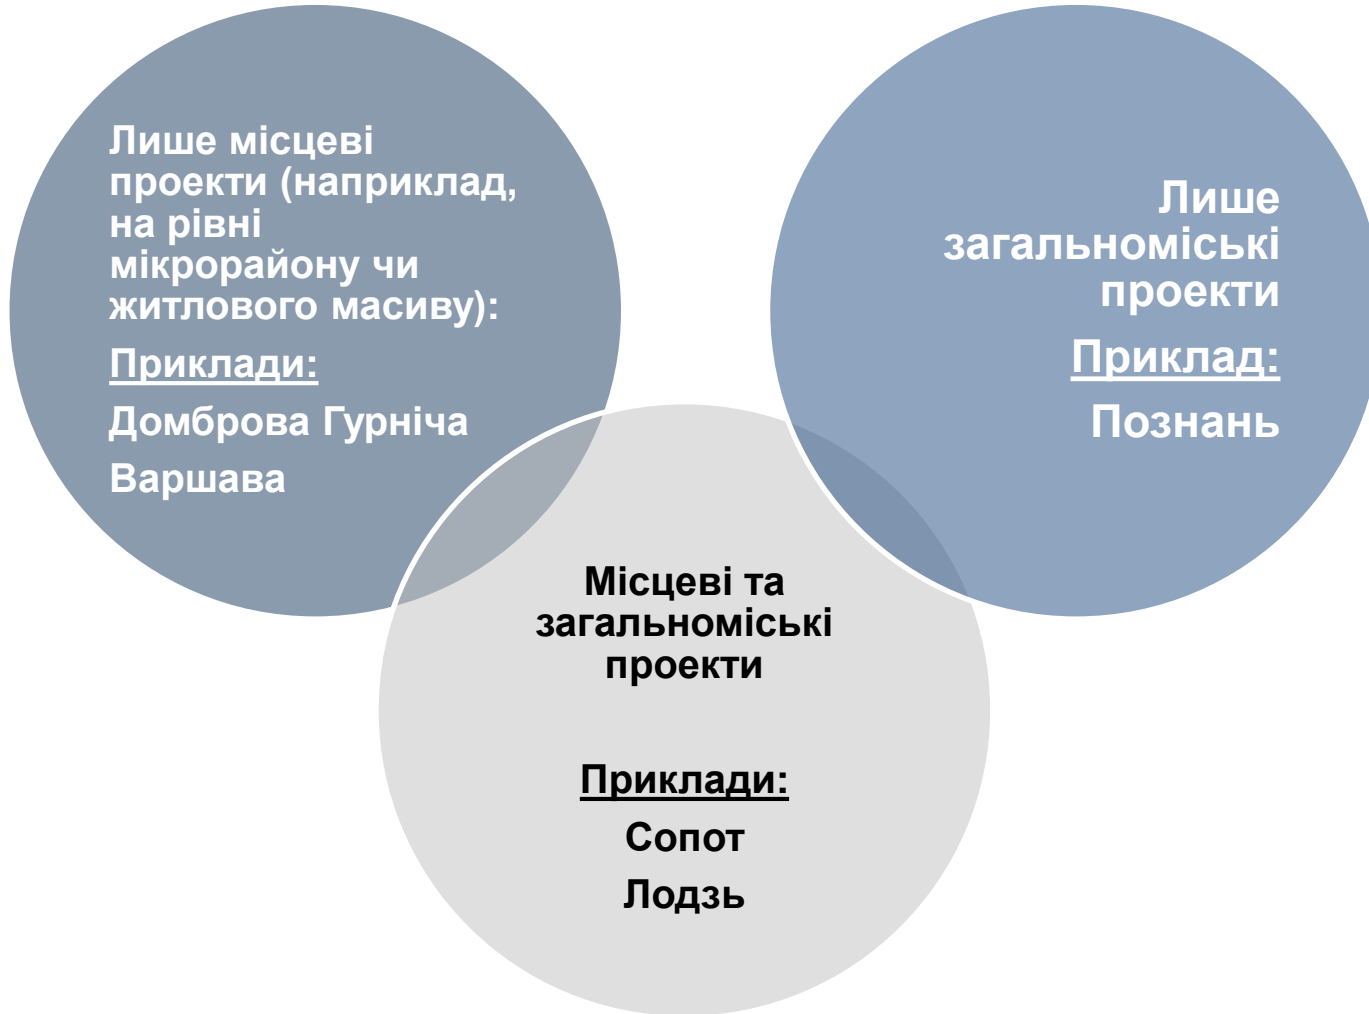 Лише місцеві
проекти (наприклад,
на рівні
мікрорайону чи
житлового масиву):
Приклади:
Домброва Гурніча
Варшава
Лише
загальноміські
проекти
Приклад:
Познань
Місцеві та
загальноміські
проекти
Приклади:
Сопот
Лодзь